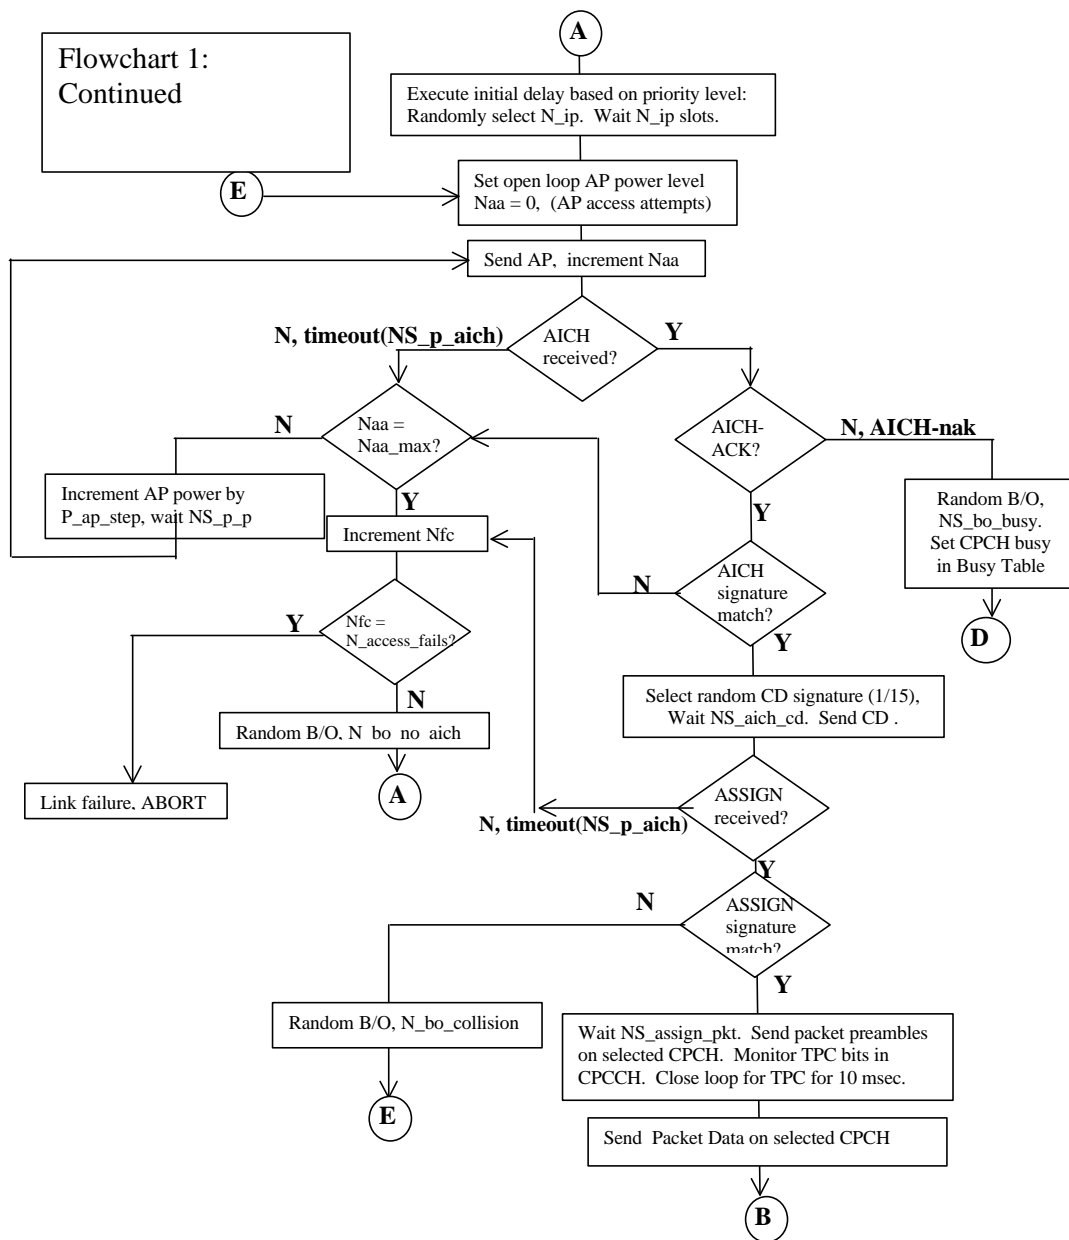 A
Flowchart 1:
Continued
Execute initial delay based on priority level:
Randomly select N_ip.  Wait N_ip slots.
E
Set open loop AP power level
Naa = 0,  (AP access attempts)
Send AP,  increment Naa
N, timeout(NS_p_aich)
AICH
received?
Y
N
Naa =
Naa_max?
AICH-
ACK?
N, AICH-nak
Increment AP power by
P_ap_step, wait NS_p_p
Y
Y
Random B/O,
NS_bo_busy.
Set CPCH busy
in Busy Table
Increment Nfc
N
AICH
signature
match?
Y
Y
Nfc =
N_access_fails?
D
N
Select random CD signature (1/15),
Wait NS_aich_cd.  Send CD .
Random B/O, N_bo_no_aich
Link failure, ABORT
A
ASSIGN
received?
N, timeout(NS_p_aich)
Y
N
ASSIGN
signature
match?
Y
Random B/O, N_bo_collision
Wait NS_assign_pkt.  Send packet preambles
on selected CPCH.  Monitor TPC bits in
CPCCH.  Close loop for TPC for 10 msec.
E
Send  Packet Data on selected CPCH
B